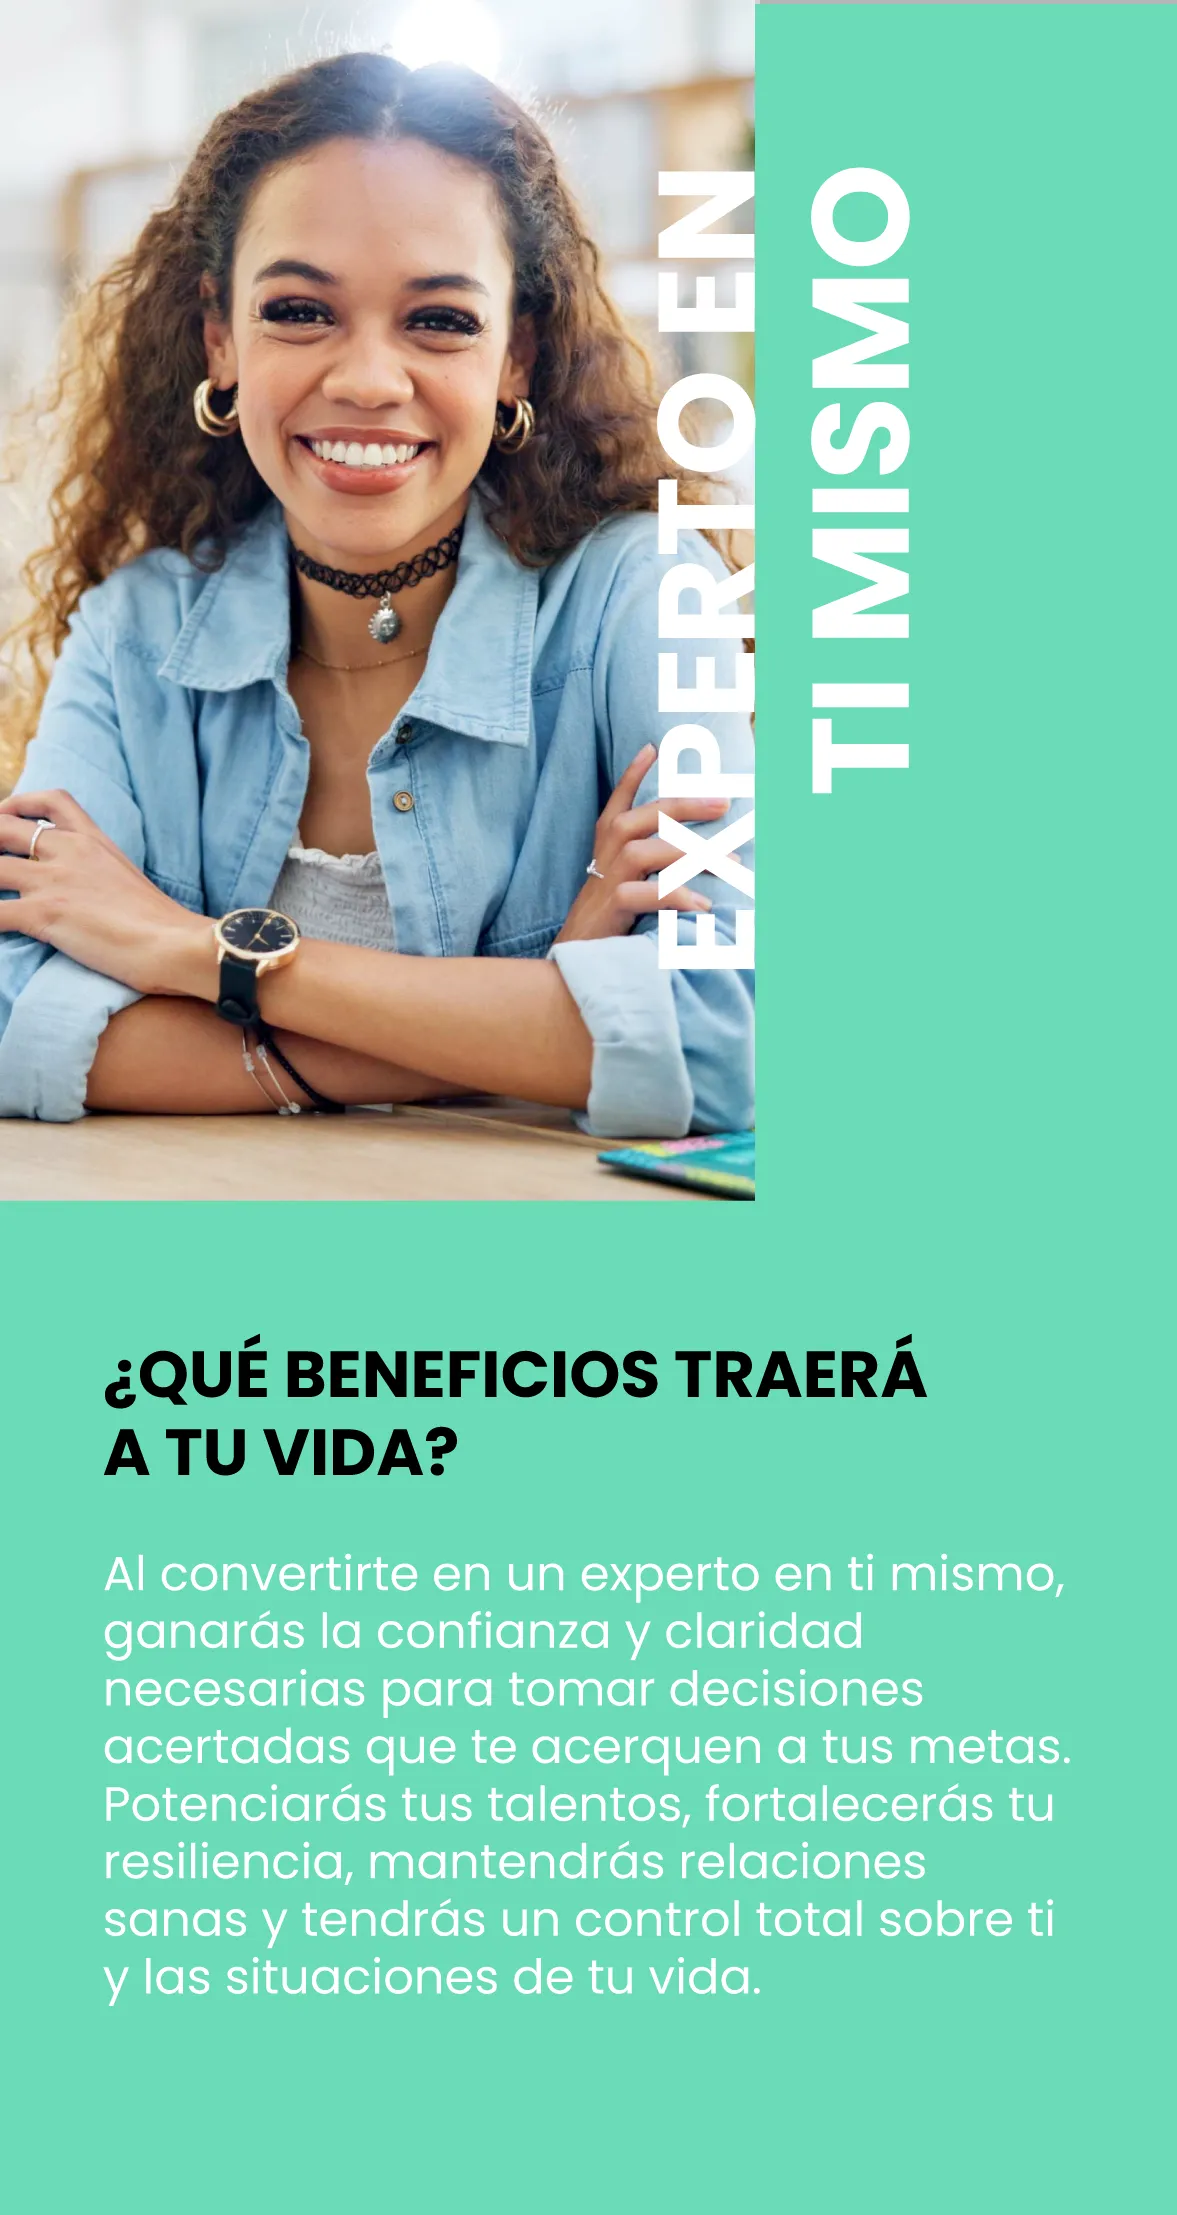 EXPERTO EN
TI MISMO
¿QUÉ BENEFICIOS TRAERÁ
A TU VIDA?
Al convertirte en un experto en ti mismo,
ganarás la confianza y claridad
necesarias para tomar decisiones
acertadas que te acerquen a tus metas.
Potenciarás tus talentos, fortalecerás tu
resiliencia, mantendrás relaciones
sanas y tendrás un control total sobre ti
y las situaciones de tu vida.